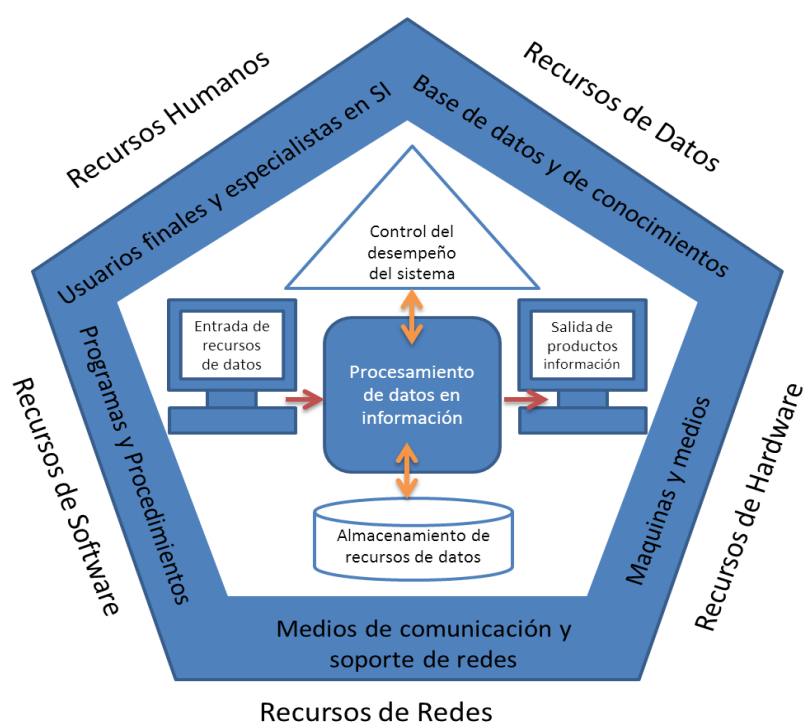 Recursos Humanos
Recursos de Datos
Usuarios finales y especialistas en SI
Base de datos y de conocimientos
Control del
desempeño
del sistema
Entrada de
recursos
de datos
Procesamiento
de datos en
información
Salida de
productos
información
Almacenamiento de
recursos de datos
Programas y Procedimientos
Maquinas y medios
Recursos de Software
Recursos de Hardware
Medios de comunicación y
soporte de redes
Recursos de Redes